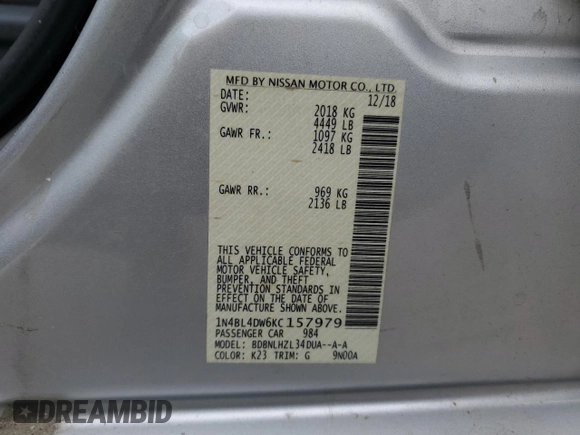 MFD BY NISSAN MOTOR CO., LTD.
DATE: 12/18
GVWR: 2018 KG
4449 LB
GAWR FR.: 1097 KG
2418 LB
GAWR RR.: 969 KG
2136 LB
THIS VEHICLE CONFORMS TO
ALL APPLICABLE FEDERAL
MOTOR VEHICLE SAFETY,
BUMPER, AND THEFT
PREVENTION STANDARDS IN
EFFECT ON THE DATE OF
MANUFACTURE SHOWN ABOVE.
1N4BL4DW6KC157979
PASSENGER CAR 984
MODEL: BDBNLHZL34DUA--A-A
COLOR: K23 TRIM: G 9N00A
DREAMBID